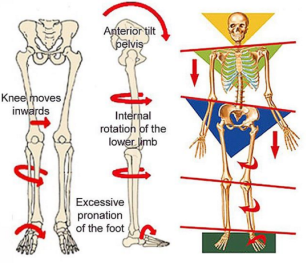 Anterior tilt
pelvis
Knee moves
inwards
Internal
rotation of the
lower limb
Excessive
pronation
of the foot